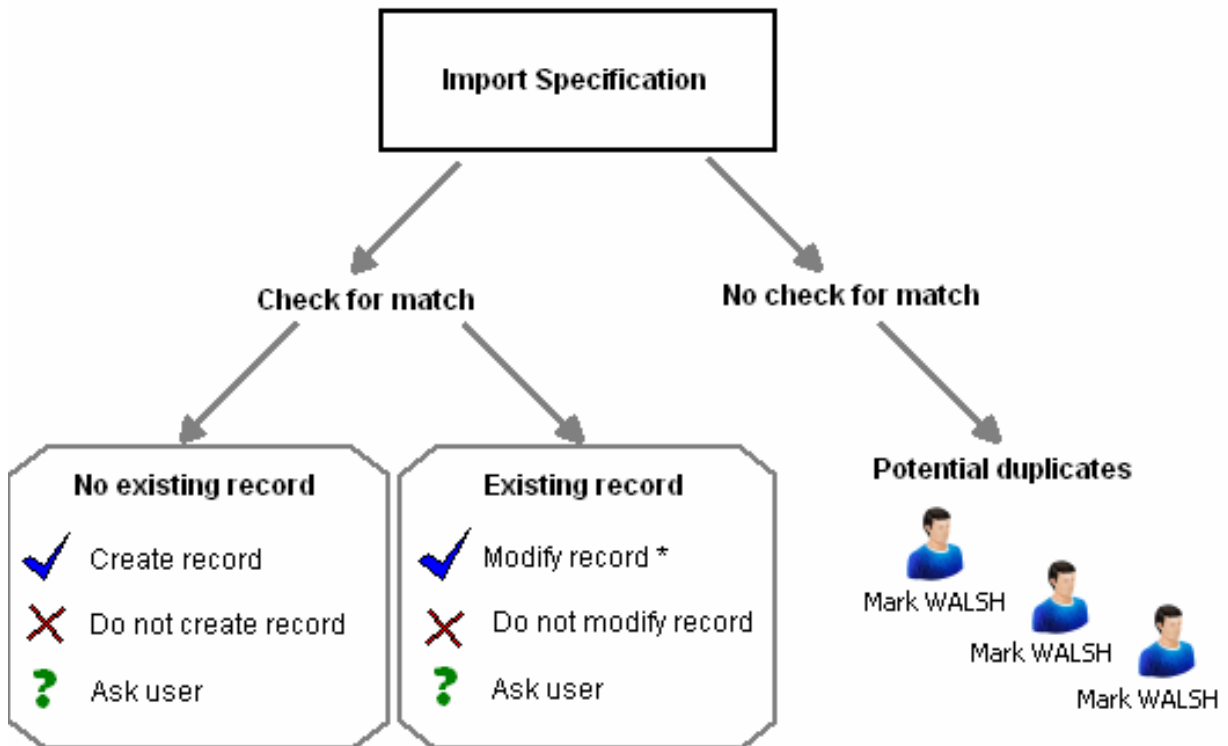 Import Specification
Check for match
No check for match
No existing record
Create record
Do not create record
Ask user
Existing record
Modify record *
Do not modify record
Ask user
Potential duplicates
Mark WALSH
Mark WALSH
Mark WALSH